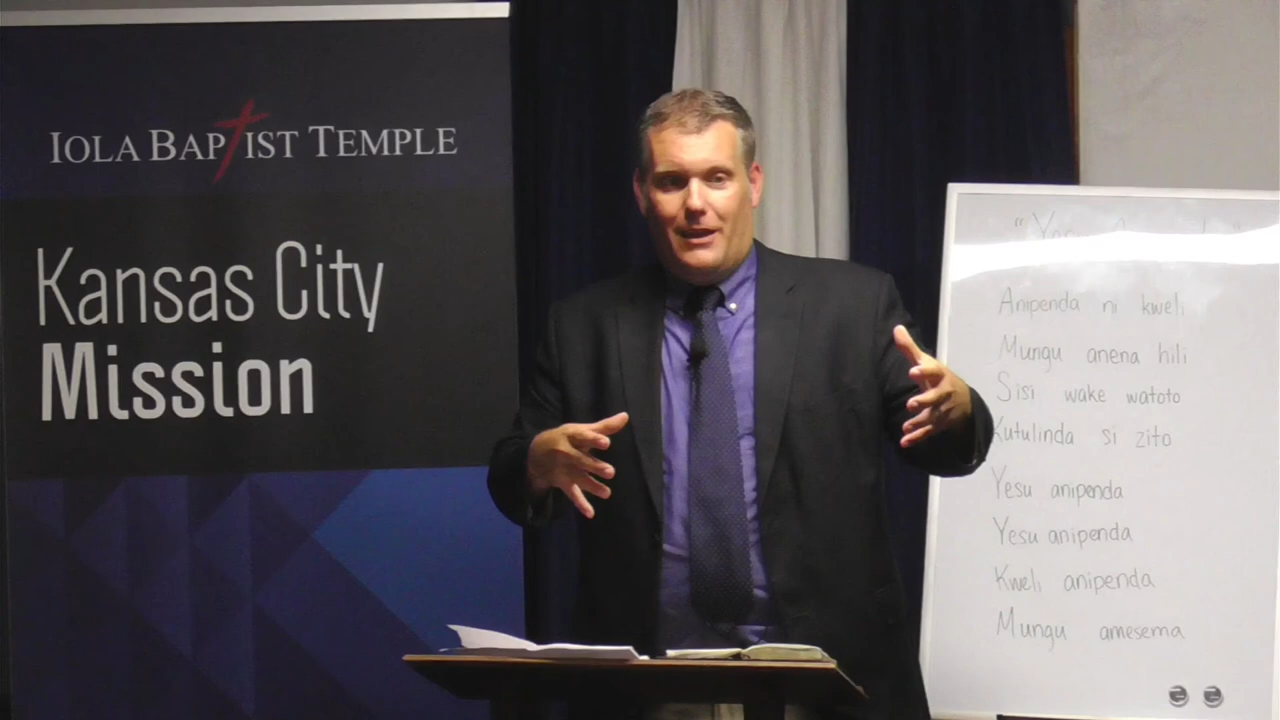 IOLA BAPTIST TEMPLE
Kansas City
Mission
Anipenda ni kweli
Mungu anena hili
Sisi wake watoto
Kutulinda si zito
Yesu anipenda
Yesu anipenda
Kweli anipenda
Mungu amesema